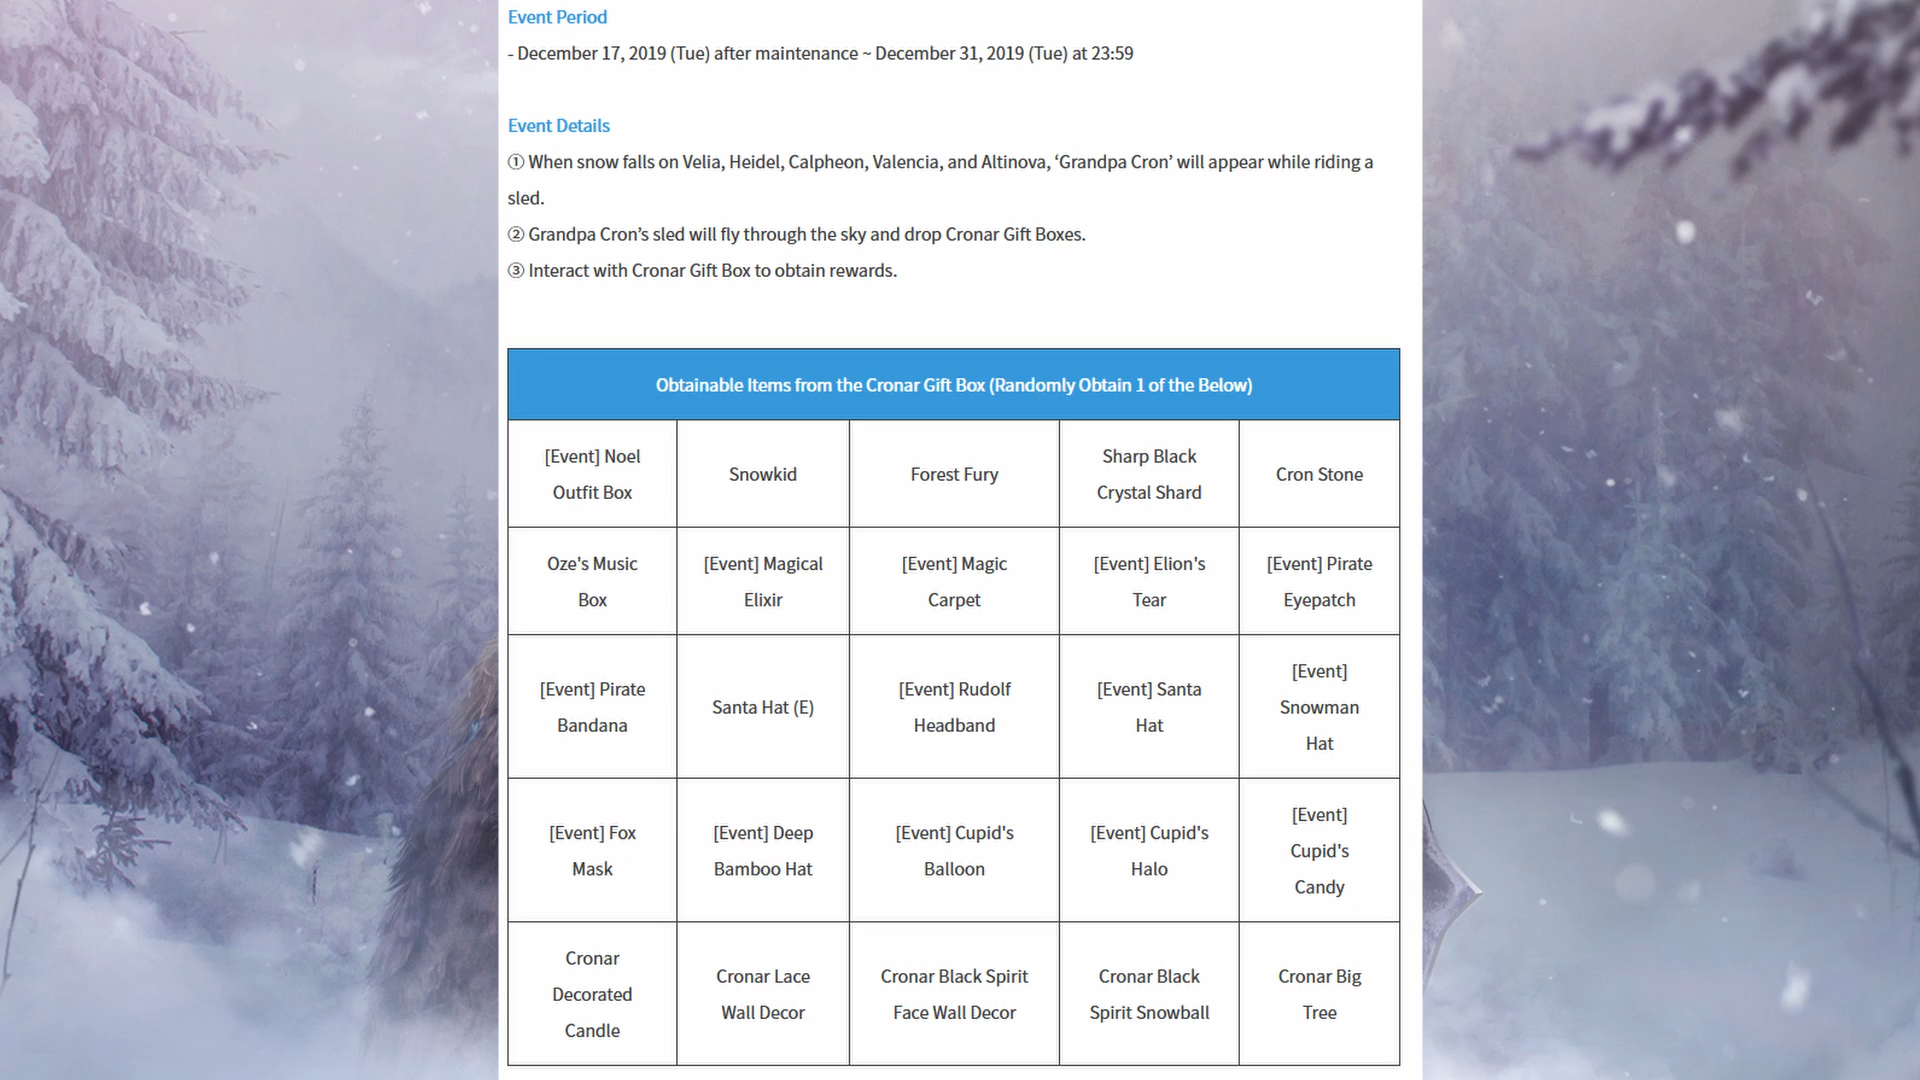 Event Period
- December 17, 2019 (Tue) after maintenance ~ December 31, 2019 (Tue) at 23:59
Event Details
① When snow falls on Velia, Heidel, Calpheon, Valencia, and Altinova, ‘Grandpa Cron’ will appear while riding a
sled.
② Grandpa Cron’s sled will fly through the sky and drop Cronar Gift Boxes.
③ Interact with Cronar Gift Box to obtain rewards.
Obtainable Items from the Cronar Gift Box (Randomly Obtain 1 of the Below)
[Event] Noel
Outfit Box
Snowkid
Forest Fury
Sharp Black
Crystal Shard
Cron Stone
Oze's Music
Box
[Event] Magical
Elixir
[Event] Magic
Carpet
[Event] Elion's
Tear
[Event] Pirate
Eyepatch
[Event] Pirate
Bandana
Santa Hat (E)
[Event] Rudolf
Headband
[Event] Santa
Hat
[Event]
Snowman
Hat
[Event] Fox
Mask
[Event] Deep
Bamboo Hat
[Event] Cupid's
Balloon
[Event] Cupid's
Halo
[Event]
Cupid's
Candy
Cronar
Decorated
Candle
Cronar Lace
Wall Decor
Cronar Black Spirit
Face Wall Decor
Cronar Black
Spirit Snowball
Cronar Big
Tree